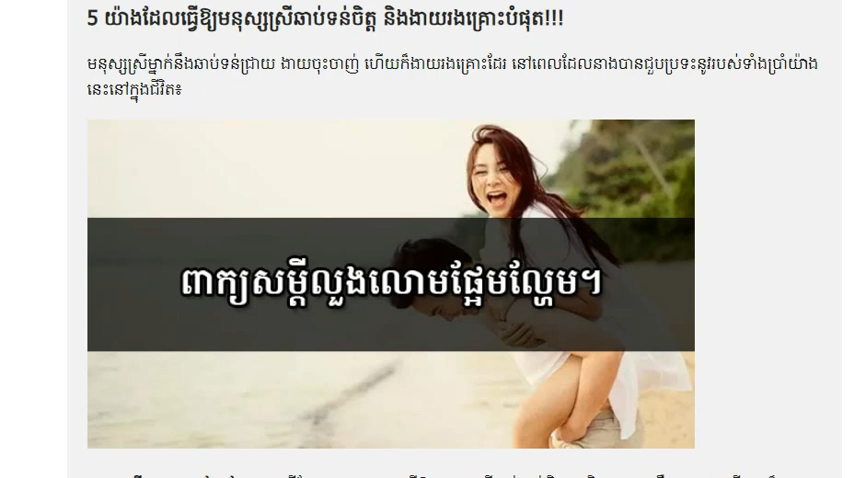 5 យ៉ាងដែលធ្វើឱ្យមនុស្សស្រីឆាប់ទន់ចិត្ត និងងាយរងគ្រោះបំផុត!!!
មនុស្សស្រីម្នាក់នឹងឆាប់ទន់ជ្រាយ ងាយចុះចាញ់ ហើយក៏ងាយរងគ្រោះដែរ នៅពេលដែលនាងបានជួបប្រទះនូវរបស់ទាំងប្រាំយ៉ាង
នេះនៅក្នុងជីវិត៖
ពាក្យសម្តីលួងលោមផ្អែមល្ហែម។